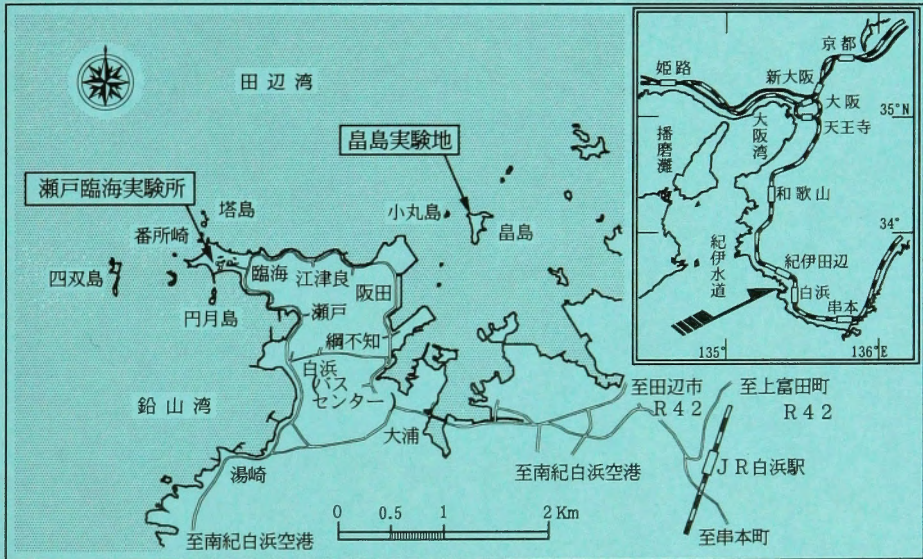 田辺湾
畠島実験地
瀬戸臨海実験所
塔島
小丸島
畠島
番所崎
四双島
臨海
江津良
阪田
円月島
瀬戸
綱不知
白浜
バス
センター
鉛山湾
大浦
湯崎
至南紀白浜空港
至南紀白浜空港
至田辺市
R42
至上富田町
R42
JR白浜駅
至串本町
0 0.5 1 2 Km
京都
姫路
新大阪
大阪
35°N
天王寺
大阪湾
播磨灘
和歌山
34°
紀伊水道
紀伊田辺
白浜
串本
135°
136°E